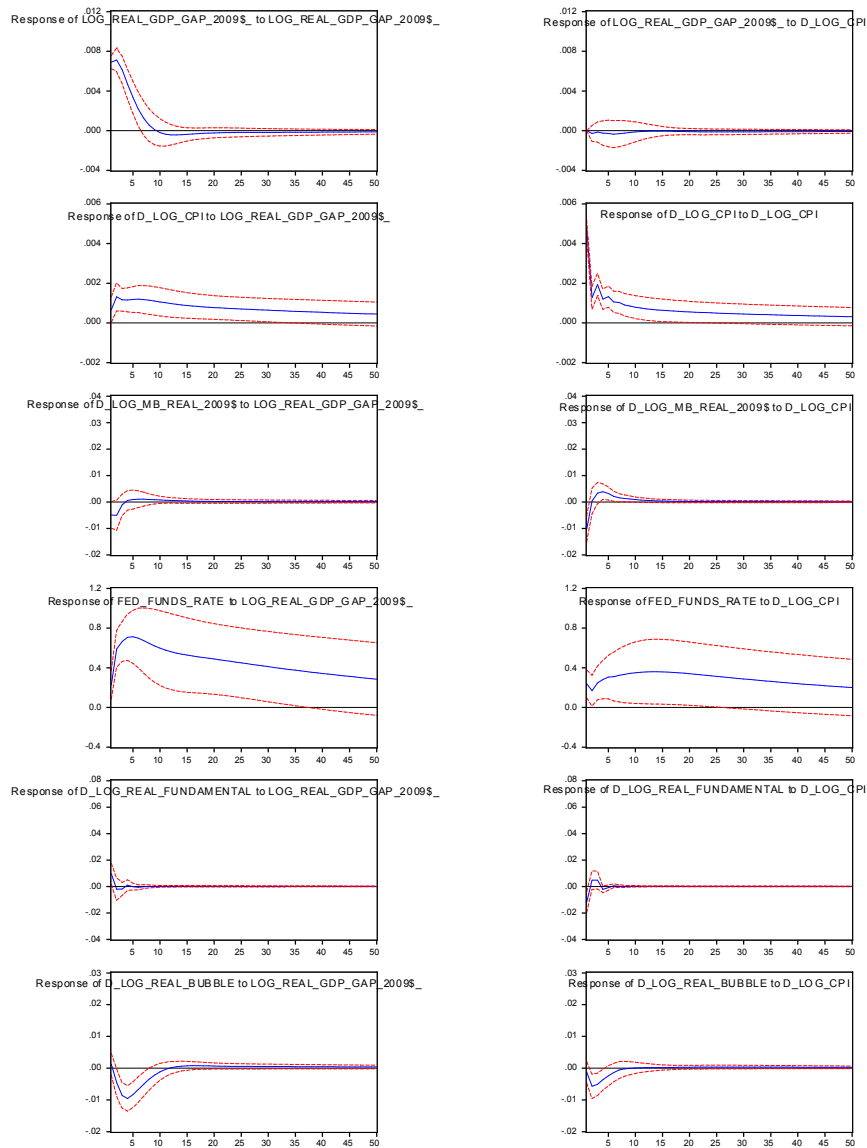 Response of LOG_REAL_GDP_GAP_2009$_ to LOG_REAL_GDP_GAP_2009$_
.012
.008
.004
.000
-.004
5 10 15 20 25 30 35 40 45 50
Response of LOG_REAL_GDP_GAP_2009$_ to D_LOG_CPI
.012
.008
.004
.000
-.004
5 10 15 20 25 30 35 40 45 50
Response of D_LOG_CPI to LOG_REAL_GDP_GAP_2009$_
.006
.004
.002
.000
-.002
5 10 15 20 25 30 35 40 45 50
Response of D_LOG_CPI to D_LOG_CPI
.006
.004
.002
.000
-.002
5 10 15 20 25 30 35 40 45 50
Response of D_LOG_MB_REAL_2009$ to LOG_REAL_GDP_GAP_2009$_
.04
.03
.02
.01
.00
-.01
-.02
5 10 15 20 25 30 35 40 45 50
Response of D_LOG_MB_REAL_2009$ to D_LOG_CPI
.04
.03
.02
.01
.00
-.01
-.02
5 10 15 20 25 30 35 40 45 50
Response of FED_FUNDS_RATE to LOG_REAL_GDP_GAP_2009$_
1.2
0.8
0.4
0.0
-0.4
5 10 15 20 25 30 35 40 45 50
Response of FED_FUNDS_RATE to D_LOG_CPI
1.2
0.8
0.4
0.0
-0.4
5 10 15 20 25 30 35 40 45 50
Response of D_LOG_REAL_FUNDAMENTAL to LOG_REAL_GDP_GAP_2009$_
.08
.06
.04
.02
.00
-.02
-.04
5 10 15 20 25 30 35 40 45 50
Response of D_LOG_REAL_FUNDAMENTAL to D_LOG_CPI
.08
.06
.04
.02
.00
-.02
-.04
5 10 15 20 25 30 35 40 45 50
Response of D_LOG_REAL_BUBBLE to LOG_REAL_GDP_GAP_2009$_
.03
.02
.01
.00
-.01
-.02
5 10 15 20 25 30 35 40 45 50
Response of D_LOG_REAL_BUBBLE to D_LOG_CPI
.03
.02
.01
.00
-.01
-.02
5 10 15 20 25 30 35 40 45 50